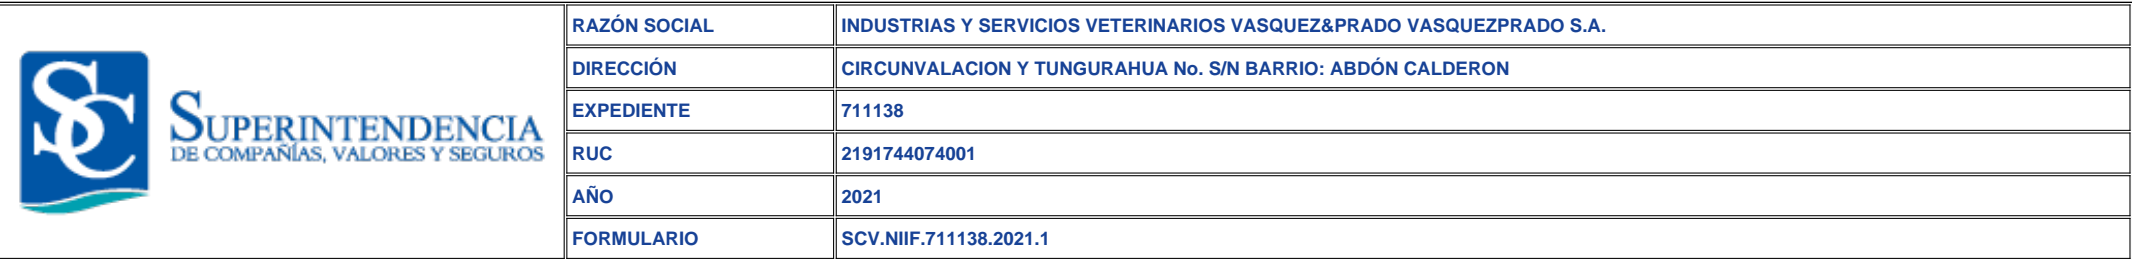 SC
SUPERINTENDENCIA
DE COMPAÑÍAS, VALORES Y SEGUROS
RAZÓN SOCIAL INDUSTRIAS Y SERVICIOS VETERINARIOS VASQUEZ&PRADO VASQUEZPRADO S.A.
DIRECCIÓN CIRCUNVALACION Y TUNGURAHUA No. S/N BARRIO: ABDÓN CALDERON
EXPEDIENTE 711138
RUC 2191744074001
AÑO 2021
FORMULARIO SCV.NIIF.711138.2021.1